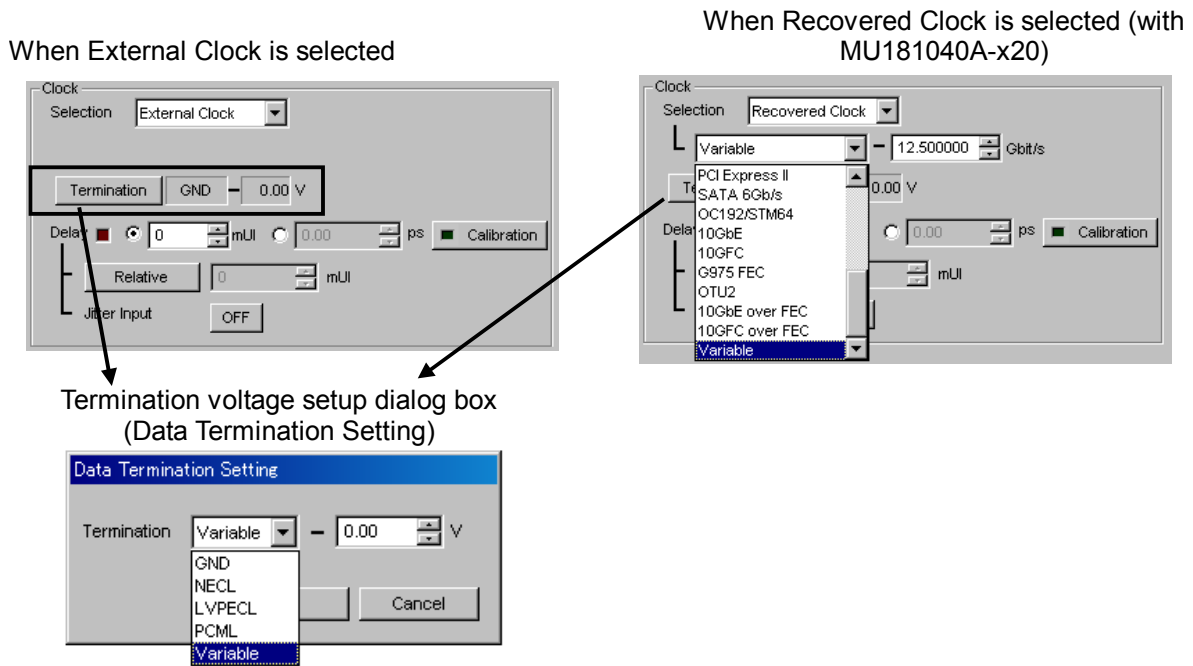 When External Clock is selected
Clock
Selection External Clock
Termination GND – 0.00 V
Delay 0 mUI 0.00 ps Calibration
Relative 0 mUI
Jitter Input OFF
When Recovered Clock is selected (with
MU181040A-x20)
Clock
Selection Recovered Clock
Variable – 12.500000 Gbit/s
PCI Express II
SATA 6Gb/s
OC192/STM64
10GbE
10GFC
G975 FEC
OTU2
10GbE over FEC
10GFC over FEC
Variable
0.00 V
0.00 ps Calibration
mUI
Termination voltage setup dialog box
(Data Termination Setting)
Data Termination Setting
Termination Variable – 0.00 V
GND
NECL
LVPECL
PCML
Variable
Cancel